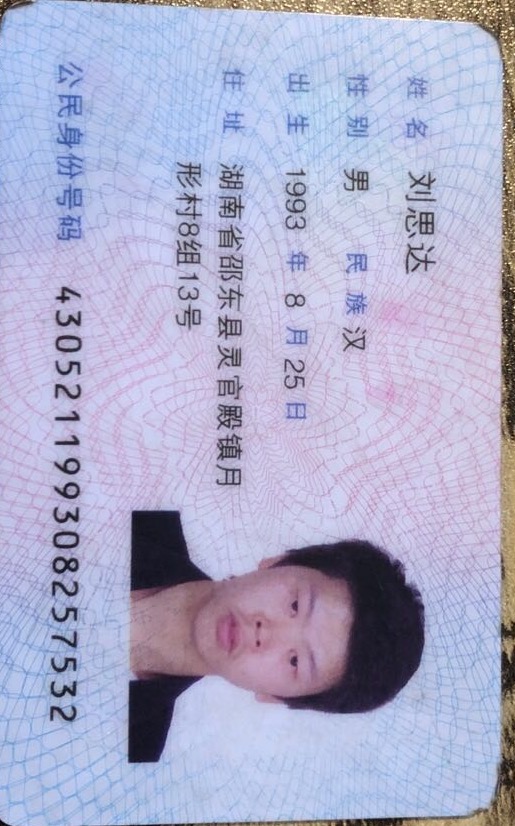 姓名 刘思达
性别 男 民族 汉
出生 1993 年 8 月 25 日
住址 湖南省邵东县灵官殿镇月
形村8组13号
公民身份号码 430521199308257532